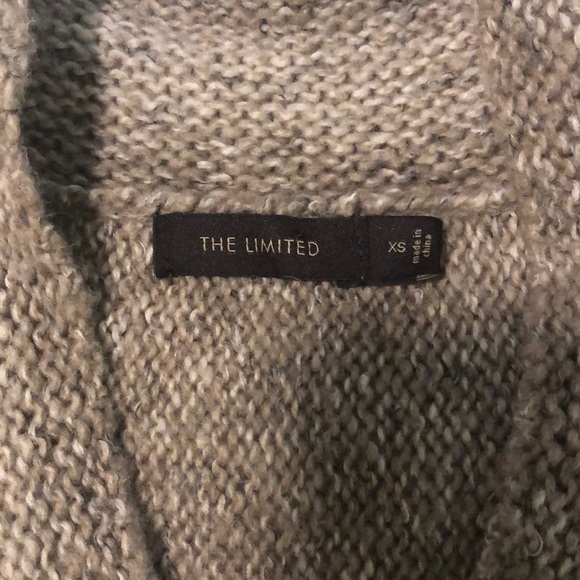 THE LIMITED
XS
made in
china